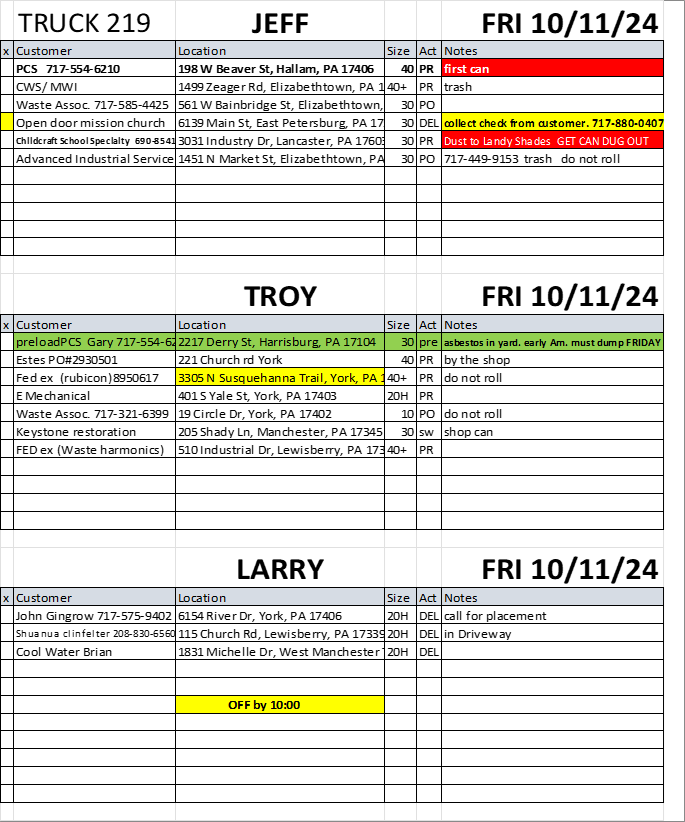 TRUCK 219 JEFF FRI 10/11/24
x Customer Location Size Act Notes
PCS 717-554-6210 198 W Beaver St, Hallam, PA 17406 40 PR first can
CWS/ MWI 1499 Zeager Rd, Elizabethtown, PA 1 40+ PR trash
Waste Assoc. 717-585-4425 561 W Bainbridge St, Elizabethtown, 30 PO
Open door mission church 6139 Main St, East Petersburg, PA 17 30 DEL collect check from customer. 717-880-0407
Childcraft School Specialty 690-8541 3031 Industry Dr, Lancaster, PA 1760 30 PR Dust to Landy Shades GET CAN DUG OUT
Advanced Industrial Service 1451 N Market St, Elizabethtown, PA 30 PO 717-449-9153 trash do not roll
TROY FRI 10/11/24
x Customer Location Size Act Notes
preloadPCS Gary 717-554-62 2217 Derry St, Harrisburg, PA 17104 30 pre asbestos in yard. early Am. must dump FRIDAY
Estes PO#2930501 221 Church rd York 40 PR by the shop
Fed ex (rubicon)8950617 3305 N Susquehanna Trail, York, PA 1 40+ PR do not roll
E Mechanical 401 S Yale St, York, PA 17403 20H PR
Waste Assoc. 717-321-6399 19 Circle Dr, York, PA 17402 10 PO do not roll
Keystone restoration 205 Shady Ln, Manchester, PA 17345 30 sw shop can
FED ex (Waste harmonics) 510 Industrial Dr, Lewisberry, PA 173 40+ PR
LARRY FRI 10/11/24
x Customer Location Size Act Notes
John Gingrow 717-575-9402 6154 River Dr, York, PA 17406 20H DEL call for placement
Shuanua clinfelter 208-830-6560 115 Church Rd, Lewisberry, PA 17339 20H DEL in Driveway
Cool Water Brian 1831 Michelle Dr, West Manchester 20H DEL
OFF by 10:00